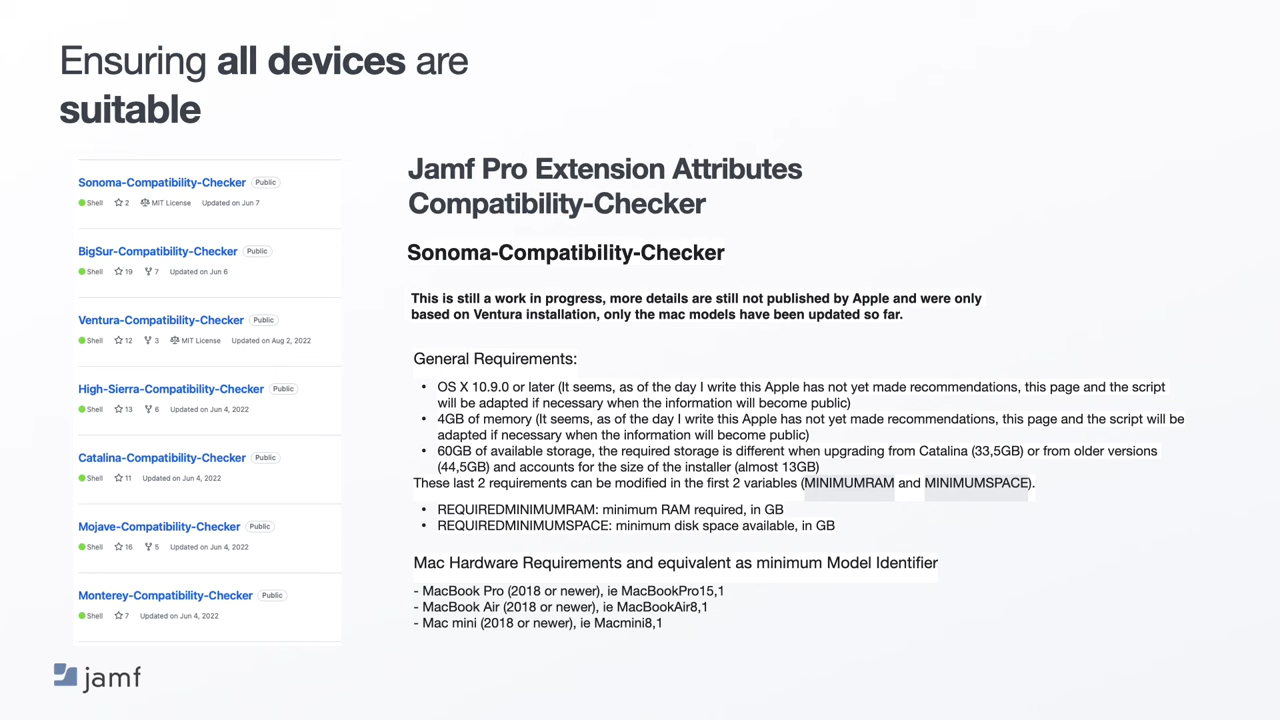 Ensuring all devices are
suitable
Sonoma-Compatibility-Checker Public
Shell 2 MIT License Updated on Jun 7
BigSur-Compatibility-Checker Public
Shell 19 7 Updated on Jun 6
Ventura-Compatibility-Checker Public
Shell 12 3 MIT License Updated on Aug 2, 2022
High-Sierra-Compatibility-Checker Public
Shell 13 6 Updated on Jun 4, 2022
Catalina-Compatibility-Checker Public
Shell 11 Updated on Jun 4, 2022
Mojave-Compatibility-Checker Public
Shell 16 5 Updated on Jun 4, 2022
Monterey-Compatibility-Checker Public
Shell 7 Updated on Jun 4, 2022
Jamf Pro Extension Attributes
Compatibility-Checker
Sonoma-Compatibility-Checker
This is still a work in progress, more details are still not published by Apple and were only
based on Ventura installation, only the mac models have been updated so far.
General Requirements:
• OS X 10.9.0 or later (It seems, as of the day I write this Apple has not yet made recommendations, this page and the script
will be adapted if necessary when the information will become public)
• 4GB of memory (It seems, as of the day I write this Apple has not yet made recommendations, this page and the script will be
adapted if necessary when the information will become public)
• 60GB of available storage, the required storage is different when upgrading from Catalina (33,5GB) or from older versions
(44,5GB) and accounts for the size of the installer (almost 13GB)
These last 2 requirements can be modified in the first 2 variables (MINIMUMRAM and MINIMUMSPACE).
• REQUIREDMINIMUMRAM: minimum RAM required, in GB
• REQUIREDMINIMUMSPACE: minimum disk space available, in GB
Mac Hardware Requirements and equivalent as minimum Model Identifier
- MacBook Pro (2018 or newer), ie MacBookPro15,1
- MacBook Air (2018 or newer), ie MacBookAir8,1
- Mac mini (2018 or newer), ie Macmini8,1
jamf